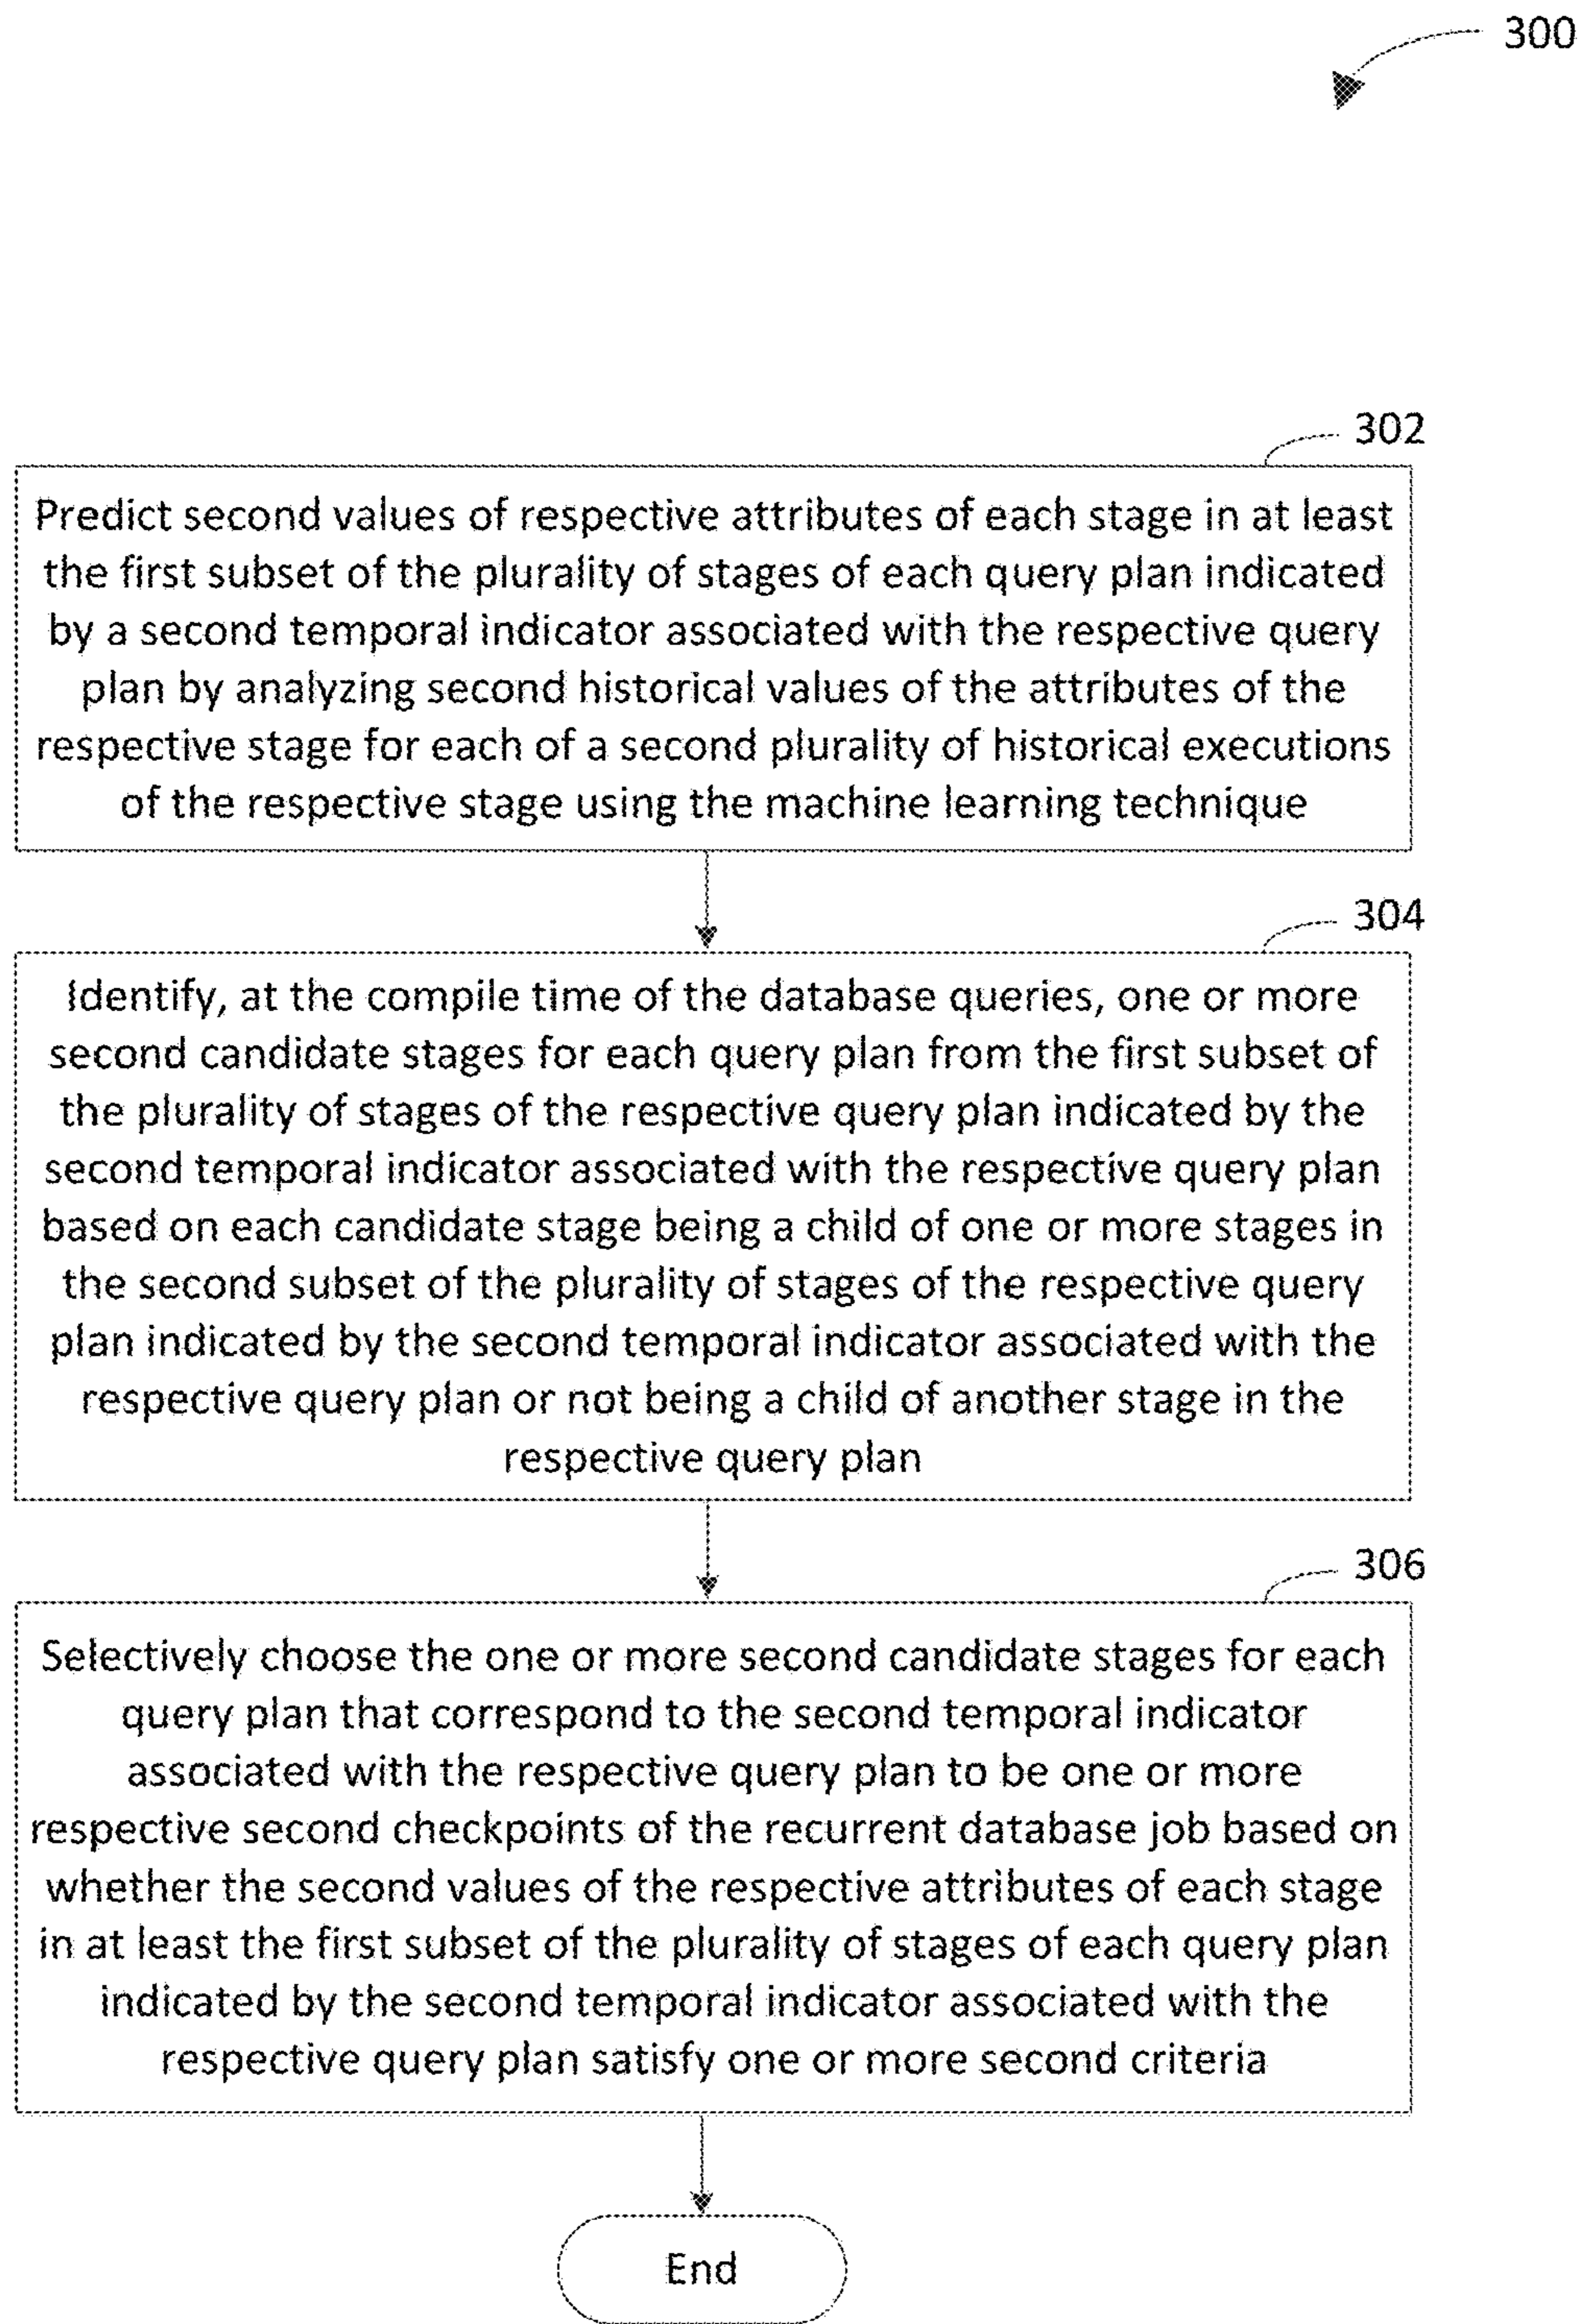 300
302
Predict second values of respective attributes of each stage in at least
the first subset of the plurality of stages of each query plan indicated
by a second temporal indicator associated with the respective query
plan by analyzing second historical values of the attributes of the
respective stage for each of a second plurality of historical executions
of the respective stage using the machine learning technique
304
Identify, at the compile time of the database queries, one or more
second candidate stages for each query plan from the first subset of
the plurality of stages of the respective query plan indicated by the
second temporal indicator associated with the respective query plan
based on each candidate stage being a child of one or more stages in
the second subset of the plurality of stages of the respective query
plan indicated by the second temporal indicator associated with the
respective query plan or not being a child of another stage in the
respective query plan
306
Selectively choose the one or more second candidate stages for each
query plan that correspond to the second temporal indicator
associated with the respective query plan to be one or more
respective second checkpoints of the recurrent database job based on
whether the second values of the respective attributes of each stage
in at least the first subset of the plurality of stages of each query plan
indicated by the second temporal indicator associated with the
respective query plan satisfy one or more second criteria
End